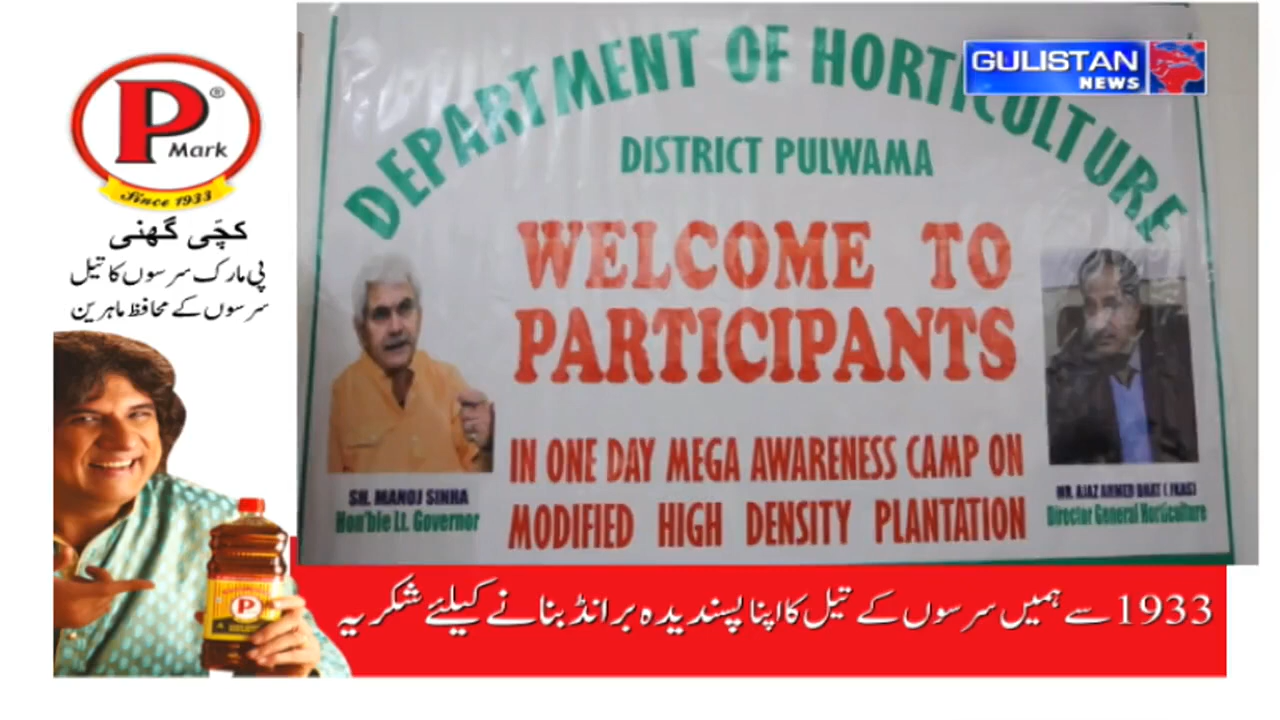 P
®
Mark
Since 1933
کچّی گھنی
پی مارک سرسوں کا تیل
سرسوں کے محافظ ماہرین
P
GULISTAN
NEWS
DEPARTMENT OF HORTICULTURE
DISTRICT PULWAMA
WELCOME TO
PARTICIPANTS
IN ONE DAY MEGA AWARENESS CAMP ON
MODIFIED HIGH DENSITY PLANTATION
SH. MANOJ SINHA
Hon'ble Lt. Governor
MR. AJAZ AHMED BHAT
Director General Horticulture
1933 سے ہمیں سرسوں کے تیل کا اپنا پسندیدہ برانڈ بنانے کیلئے شکریہ